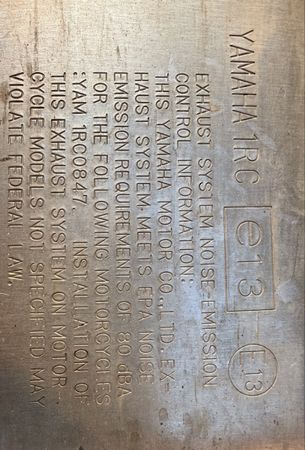 YAMAHA 1RC e13 E13
EXHAUST SYSTEM NOISE-EMISSION
CONTROL INFORMATION:
THIS YAMAHA MOTOR CO.,LTD. EX-
HAUST SYSTEM MEETS EPA NOISE
EMISSION REQUIREMENTS OF 80 dBA
FOR THE FOLLOWING MOTORCYCLES
:YAM 1RC0847. INSTALLATION OF
THIS EXHAUST SYSTEM ON MOTOR-
CYCLE MODELS NOT SPECIFIED MAY
VIOLATE FEDERAL LAW.